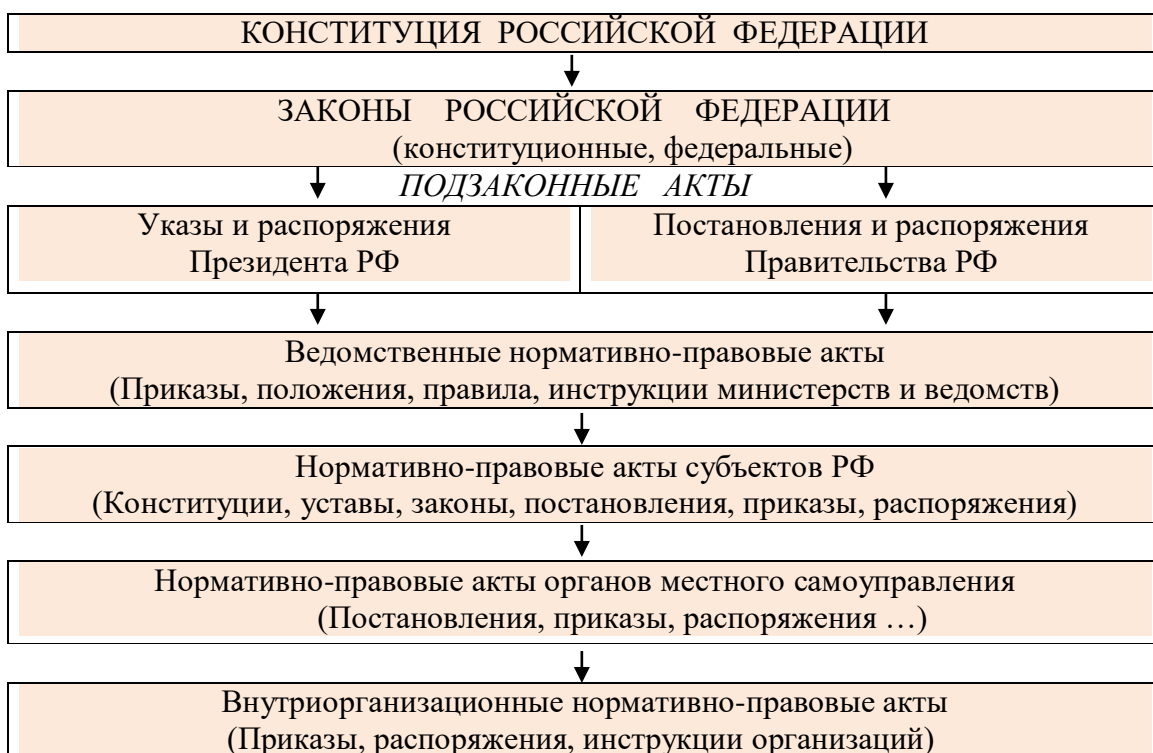 КОНСТИТУЦИЯ РОССИЙСКОЙ ФЕДЕРАЦИИ
ЗАКОНЫ РОССИЙСКОЙ ФЕДЕРАЦИИ
(конституционные, федеральные)
ПОДЗАКОННЫЕ АКТЫ
Указы и распоряжения
Президента РФ
Постановления и распоряжения
Правительства РФ
Ведомственные нормативно-правовые акты
(Приказы, положения, правила, инструкции министерств и ведомств)
Нормативно-правовые акты субъектов РФ
(Конституции, уставы, законы, постановления, приказы, распоряжения)
Нормативно-правовые акты органов местного самоуправления
(Постановления, приказы, распоряжения …)
Внутриорганизационные нормативно-правовые акты
(Приказы, распоряжения, инструкции организаций)